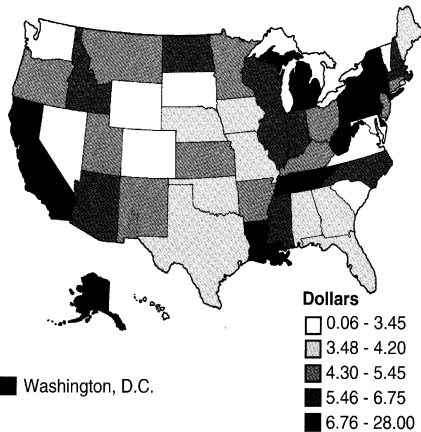 Dollars
0.06 - 3.45
3.48 - 4.20
4.30 - 5.45
5.46 - 6.75
6.76 - 28.00
Washington, D.C.